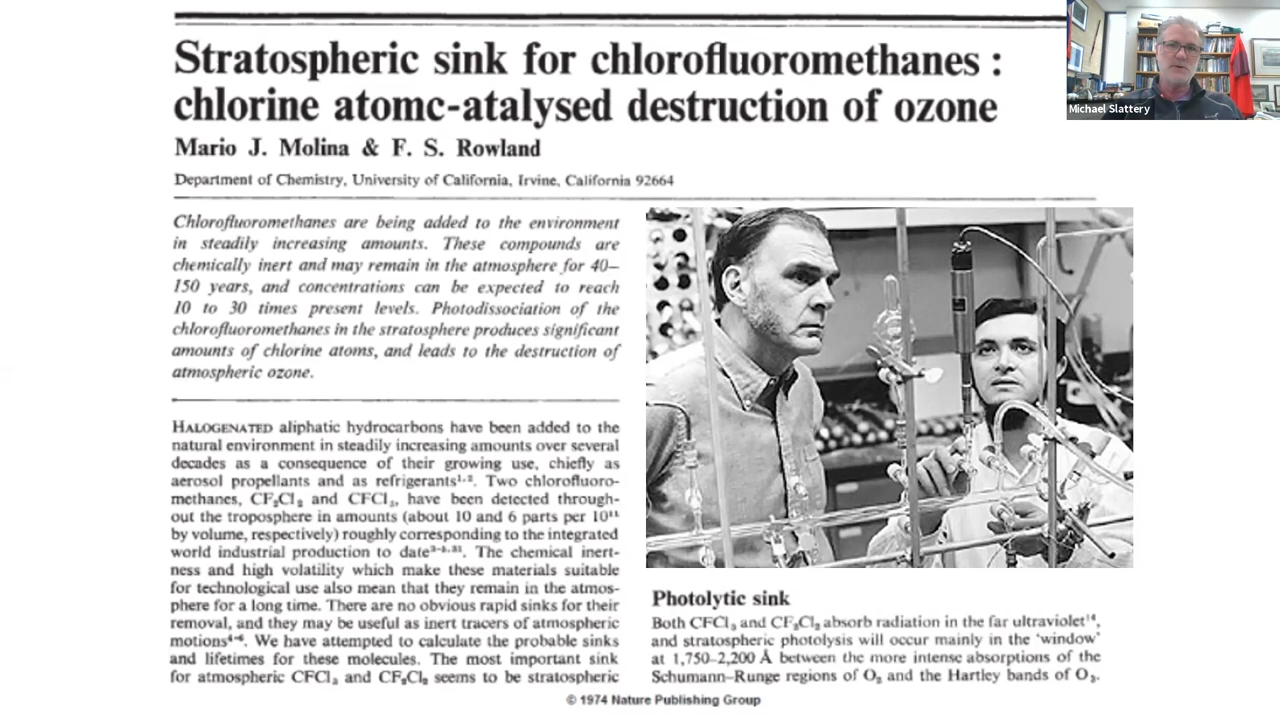 Stratospheric sink for chlorofluoromethanes :
chlorine atomc-atalysed destruction of ozone
Mario J. Molina & F. S. Rowland
Department of Chemistry, University of California, Irvine, California 92664
Chlorofluoromethanes are being added to the environment
in steadily increasing amounts. These compounds are
chemically inert and may remain in the atmosphere for 40–
150 years, and concentrations can be expected to reach
10 to 30 times present levels. Photodissociation of the
chlorofluoromethanes in the stratosphere produces significant
amounts of chlorine atoms, and leads to the destruction of
atmospheric ozone.
HALOGENATED aliphatic hydrocarbons have been added to the
natural environment in steadily increasing amounts over several
decades as a consequence of their growing use, chiefly as
aerosol propellants and as refrigerants¹·². Two chlorofluoro-
methanes, CF₂Cl₂ and CFCl₃, have been detected through-
out the troposphere in amounts (about 10 and 6 parts per 10¹¹
by volume, respectively) roughly corresponding to the integrated
world industrial production to date. The chemical inert-
ness and high volatility which make these materials suitable
for technological use also mean that they remain in the atmos-
phere for a long time. There are no obvious rapid sinks for their
removal, and they may be useful as inert tracers of atmospheric
motions⁴⁻⁶. We have attempted to calculate the probable sinks
and lifetimes for these molecules. The most important sink
for atmospheric CFCl₃ and CF₂Cl₂ seems to be stratospheric
Photolytic sink
Both CFCl₃ and CF₂Cl₂ absorb radiation in the far ultraviolet¹⁴,
and stratospheric photolysis will occur mainly in the 'window'
at 1,750–2,200 Å between the more intense absorptions of the
Schumann–Runge regions of O₂ and the Hartley bands of O₃.
© 1974 Nature Publishing Group
Michael Slattery